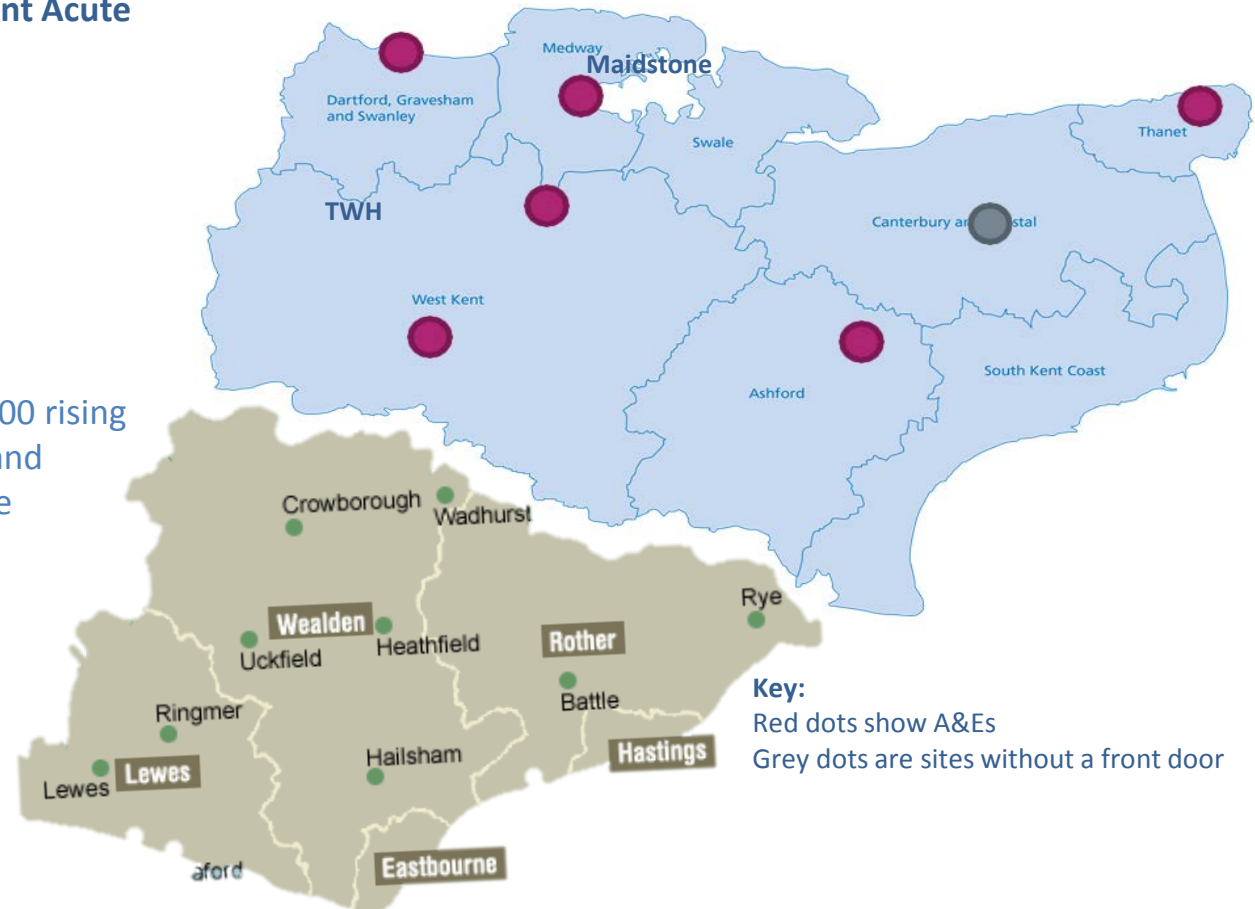 nt Acute
Medway
Maidstone
Dartford, Gravesham
and Swanley
Swale
Thanet
TWH
Canterbury an stal
West Kent
South Kent Coast
Ashford
00 rising
and
e
Crowborough
Wadhurst
Rye
Wealden
Heathfield
Rother
Uckfield
Battle
Key:
Red dots show A&Es
Grey dots are sites without a front door
Ringmer
Hailsham
Hastings
Lewes
Lewes
aford
Eastbourne